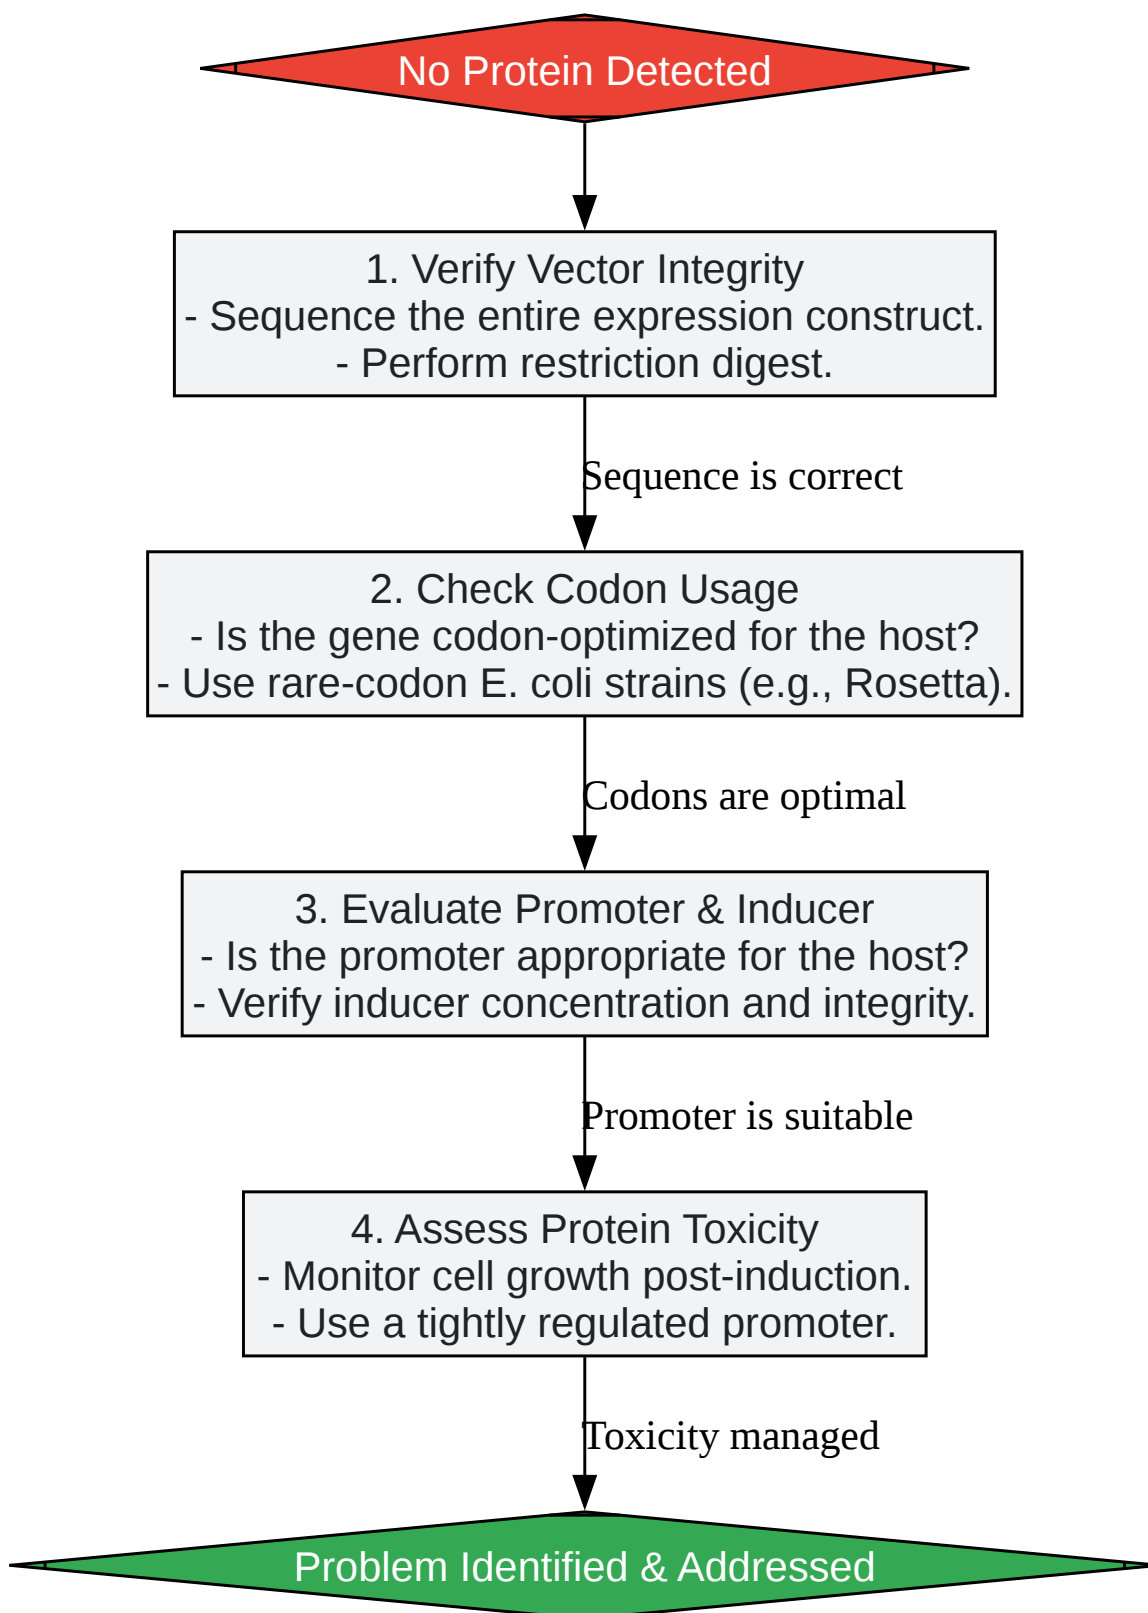 No Protein Detected
1. Verify Vector Integrity
- Sequence the entire expression construct.
- Perform restriction digest.
Sequence is correct
2. Check Codon Usage
- Is the gene codon-optimized for the host?
- Use rare-codon E. coli strains (e.g., Rosetta).
Codons are optimal
3. Evaluate Promoter & Inducer
- Is the promoter appropriate for the host?
- Verify inducer concentration and integrity.
Promoter is suitable
4. Assess Protein Toxicity
- Monitor cell growth post-induction.
- Use a tightly regulated promoter.
Toxicity managed
Problem Identified & Addressed